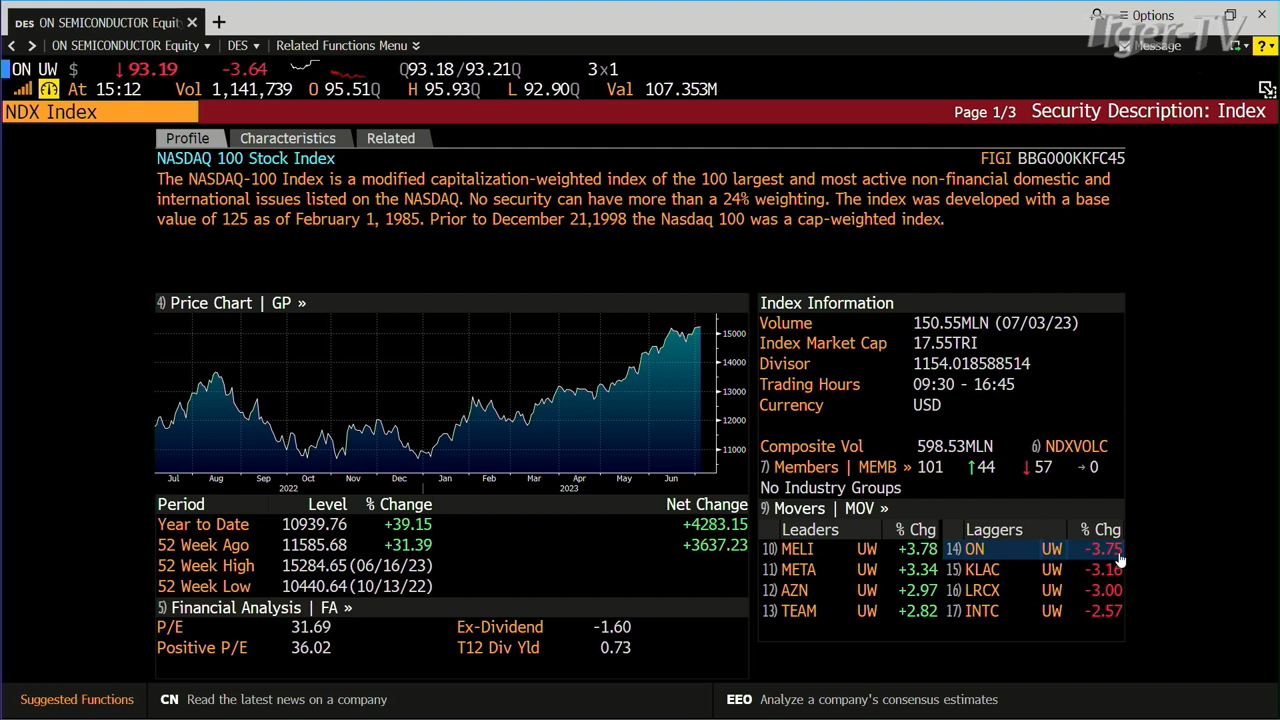 DES ON SEMICONDUCTOR Equity
Options
ON SEMICONDUCTOR Equity DES Related Functions Menu
Message
Tiger-TV
ON UW $ ↓93.19 -3.64 Q93.18/93.21Q 3x1
At 15:12 Vol 1,141,739 O 95.51Q H 95.93Q L 92.90Q Val 107.353M
NDX Index Page 1/3 Security Description: Index
Profile Characteristics Related
NASDAQ 100 Stock Index FIGI BBG000KKFC45
The NASDAQ-100 Index is a modified capitalization-weighted index of the 100 largest and most active non-financial domestic and
international issues listed on the NASDAQ. No security can have more than a 24% weighting. The index was developed with a base
value of 125 as of February 1, 1985. Prior to December 21,1998 the Nasdaq 100 was a cap-weighted index.
4) Price Chart | GP »
15000
14000
13000
12000
11000
Jul Aug Sep Oct Nov Dec Jan Feb Mar Apr May Jun
2022 2023
Index Information
Volume 150.55MLN (07/03/23)
Index Market Cap 17.55TRI
Divisor 1154.018588514
Trading Hours 09:30 - 16:45
Currency USD
Composite Vol 598.53MLN 6) NDXVOLC
7) Members | MEMB » 101 ↑44 ↓57 →0
No Industry Groups
Period Level % Change Net Change
Year to Date 10939.76 +39.15 +4283.15
52 Week Ago 11585.68 +31.39 +3637.23
52 Week High 15284.65 (06/16/23)
52 Week Low 10440.64 (10/13/22)
5) Financial Analysis | FA »
P/E 31.69 Ex-Dividend -1.60
Positive P/E 36.02 T12 Div Yld 0.73
9) Movers | MOV »
Leaders % Chg Laggers % Chg
10) MELI UW +3.78 14) ON UW -3.75
11) META UW +3.34 15) KLAC UW -3.16
12) AZN UW +2.97 16) LRCX UW -3.00
13) TEAM UW +2.82 17) INTC UW -2.57
Suggested Functions CN Read the latest news on a company EEO Analyze a company's consensus estimates